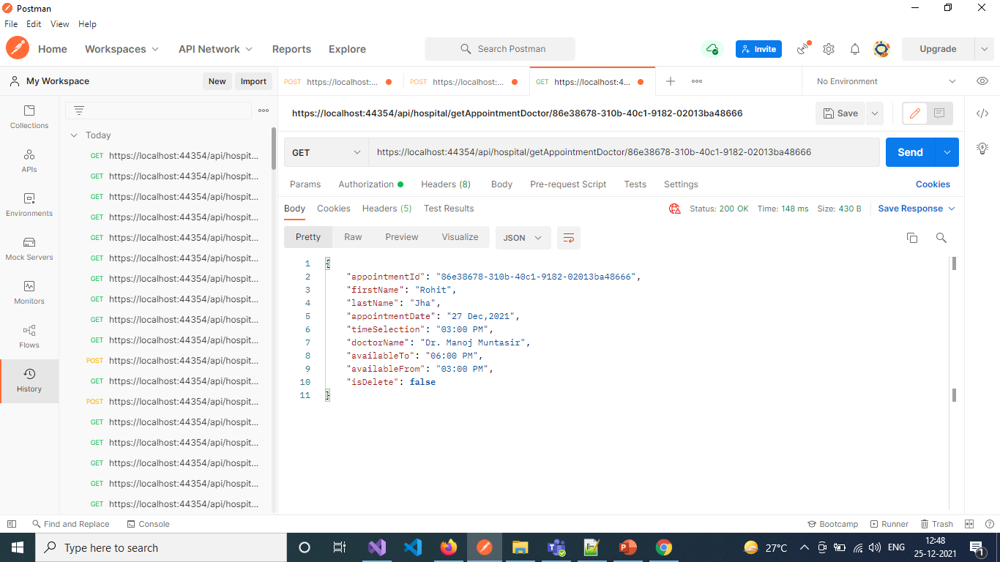 Postman
File Edit View Help
Home Workspaces API Network Reports Explore Search Postman Invite Upgrade
My Workspace New Import
POST https://localhost:... POST https://localhost:... GET https://localhost:4... No Environment
Collections
APIs
Environments
Mock Servers
Monitors
Flows
History
Today
GET https://localhost:44354/api/hospit...
GET https://localhost:44354/api/hospit...
GET https://localhost:44354/api/hospit...
GET https://localhost:44354/api/hospit...
GET https://localhost:44354/api/hospit...
GET https://localhost:44354/api/hospit...
GET https://localhost:44354/api/hospit...
GET https://localhost:44354/api/hospit...
GET https://localhost:44354/api/hospit...
GET https://localhost:44354/api/hospit...
POST https://localhost:44354/api/hospit...
GET https://localhost:44354/api/hospit...
POST https://localhost:44354/api/hospit...
GET https://localhost:44354/api/hospit...
GET https://localhost:44354/api/hospit...
GET https://localhost:44354/api/hospit...
GET https://localhost:44354/api/hospit...
GET https://localhost:44354/api/hospit...
https://localhost:44354/api/hospital/getAppointmentDoctor/86e38678-310b-40c1-9182-02013ba48666 Save
GET https://localhost:44354/api/hospital/getAppointmentDoctor/86e38678-310b-40c1-9182-02013ba48666 Send
Params Authorization Headers (8) Body Pre-request Script Tests Settings Cookies
Body Cookies Headers (5) Test Results Status: 200 OK Time: 148 ms Size: 430 B Save Response
Pretty Raw Preview Visualize JSON
1 {
2 "appointmentId": "86e38678-310b-40c1-9182-02013ba48666",
3 "firstName": "Rohit",
4 "lastName": "Jha",
5 "appointmentDate": "27 Dec,2021",
6 "timeSelection": "03:00 PM",
7 "doctorName": "Dr. Manoj Muntasir",
8 "availableTo": "06:00 PM",
9 "availableFrom": "03:00 PM",
10 "isDelete": false
11 }
Find and Replace Console Bootcamp Runner Trash
Type here to search 27°C ENG 12:48
25-12-2021 1